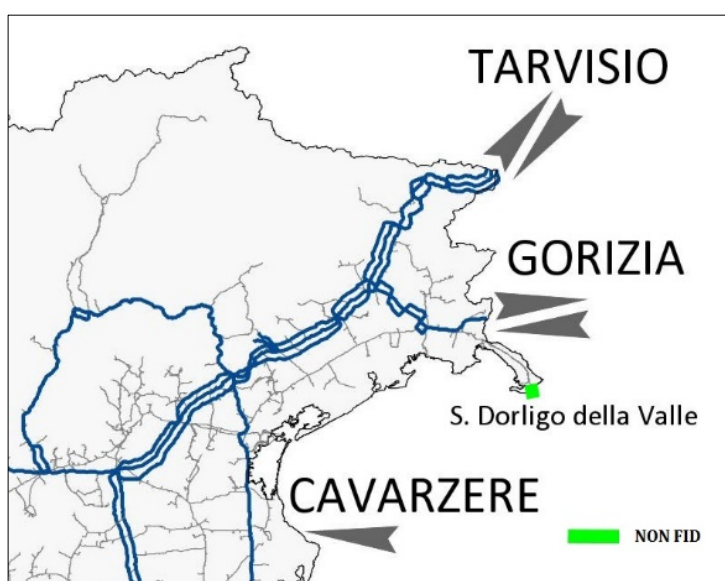 TARVISIO
GORIZIA
S. Dorligo della Valle
CAVARZERE
NON FID